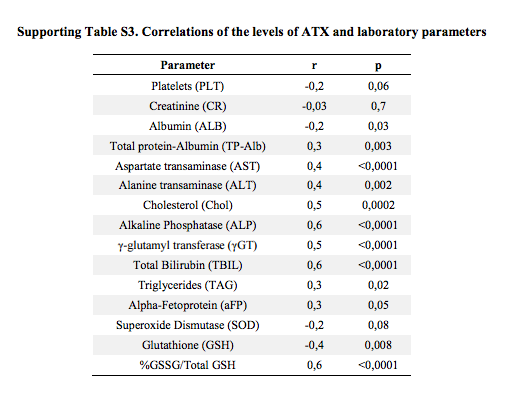 Supporting Table S3. Correlations of the levels of ATX and laboratory parameters
Parameter r p
Platelets (PLT) -0,2 0,06
Creatinine (CR) -0,03 0,7
Albumin (ALB) -0,2 0,03
Total protein-Albumin (TP-Alb) 0,3 0,003
Aspartate transaminase (AST) 0,4 <0,0001
Alanine transaminase (ALT) 0,4 0,002
Cholesterol (Chol) 0,5 0,0002
Alkaline Phosphatase (ALP) 0,6 <0,0001
γ-glutamyl transferase (γGT) 0,5 <0,0001
Total Bilirubin (TBIL) 0,6 <0,0001
Triglycerides (TAG) 0,3 0,02
Alpha-Fetoprotein (aFP) 0,3 0,05
Superoxide Dismutase (SOD) -0,2 0,08
Glutathione (GSH) -0,4 0,008
%GSSG/Total GSH 0,6 <0,0001